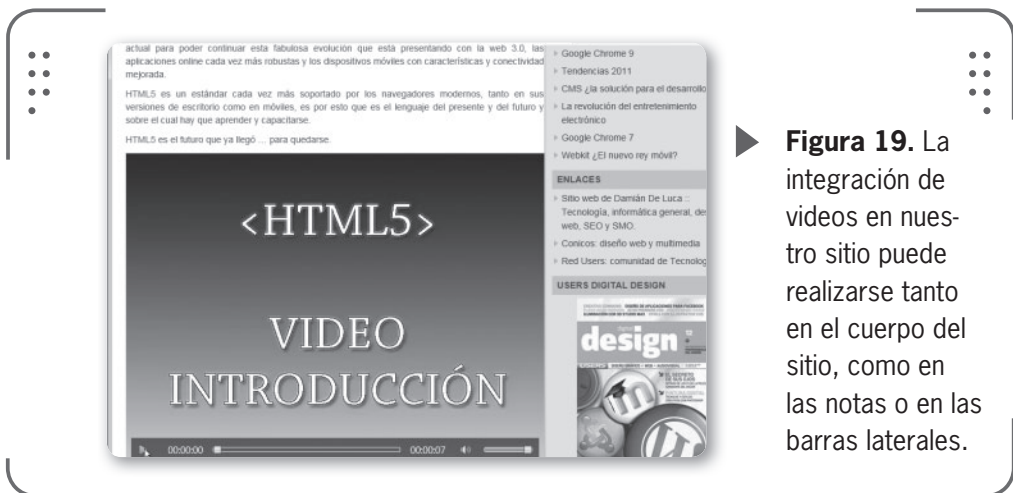 actual para poder continuar esta fabulosa evolución que está presentando con la web 3.0, las
aplicaciones online cada vez más robustas y los dispositivos móviles con características y conectividad
mejorada.
HTML5 es un estándar cada vez más soportado por los navegadores modernos, tanto en sus
versiones de escritorio como en móviles, es por esto que es el lenguaje del presente y del futuro y
sobre el cual hay que aprender y capacitarse.
HTML5 es el futuro que ya llegó ... para quedarse.
<HTML5>
VIDEO
INTRODUCCIÓN
00:00:00 00:00:07
Google Chrome 9
Tendencias 2011
CMS ¿la solución para el desarrollo
La revolución del entretenimiento
electrónico
Google Chrome 7
Webkit ¿El nuevo rey móvil?
ENLACES
Sitio web de Damián De Luca ::
Tecnología, informática general, de
web, SEO y SMO.
Conicos: diseño web y multimedia
Red Users: comunidad de Tecnolog
USERS DIGITAL DESIGN
design
Figura 19. La
integración de
videos en nues-
tro sitio puede
realizarse tanto
en el cuerpo del
sitio, como en
las notas o en las
barras laterales.